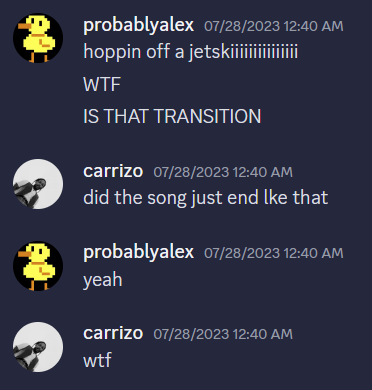 probablyalex 07/28/2023 12:40 AM
hoppin off a jetskiiiiiiiiiiiiiii
WTF
IS THAT TRANSITION
carrizo 07/28/2023 12:40 AM
did the song just end lke that
probablyalex 07/28/2023 12:40 AM
yeah
carrizo 07/28/2023 12:40 AM
wtf